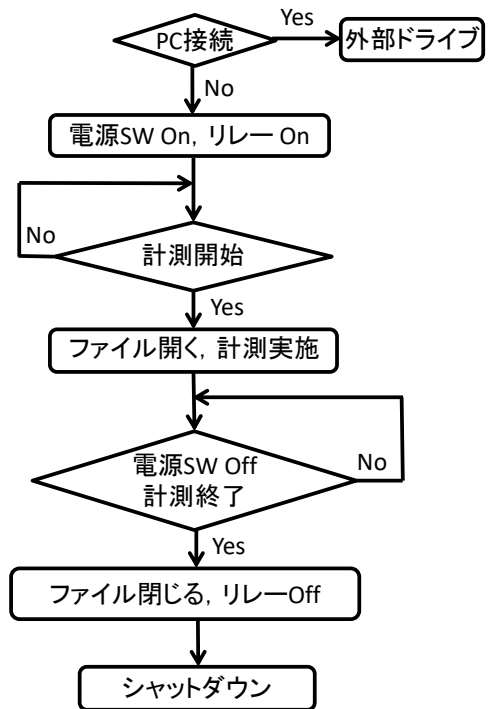 PC接続
Yes
外部ドライブ
No
電源SW On, リレー On
No
計測開始
Yes
ファイル開く, 計測実施
電源SW Off
計測終了
No
Yes
ファイル閉じる, リレーOff
シャットダウン